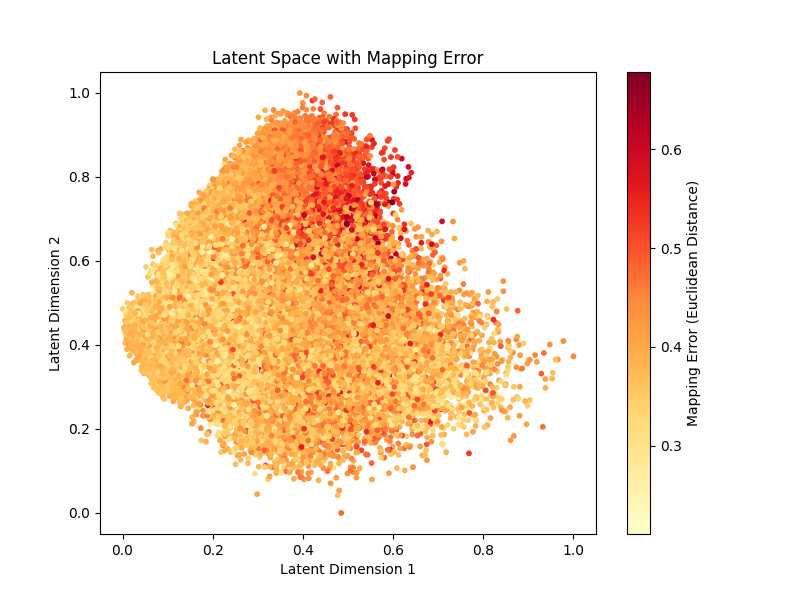 Latent Space with Mapping Error
1.0
0.8
0.6
0.4
0.2
0.0
Latent Dimension 2
0.0 0.2 0.4 0.6 0.8 1.0
Latent Dimension 1
0.6
0.5
0.4
0.3
Mapping Error (Euclidean Distance)